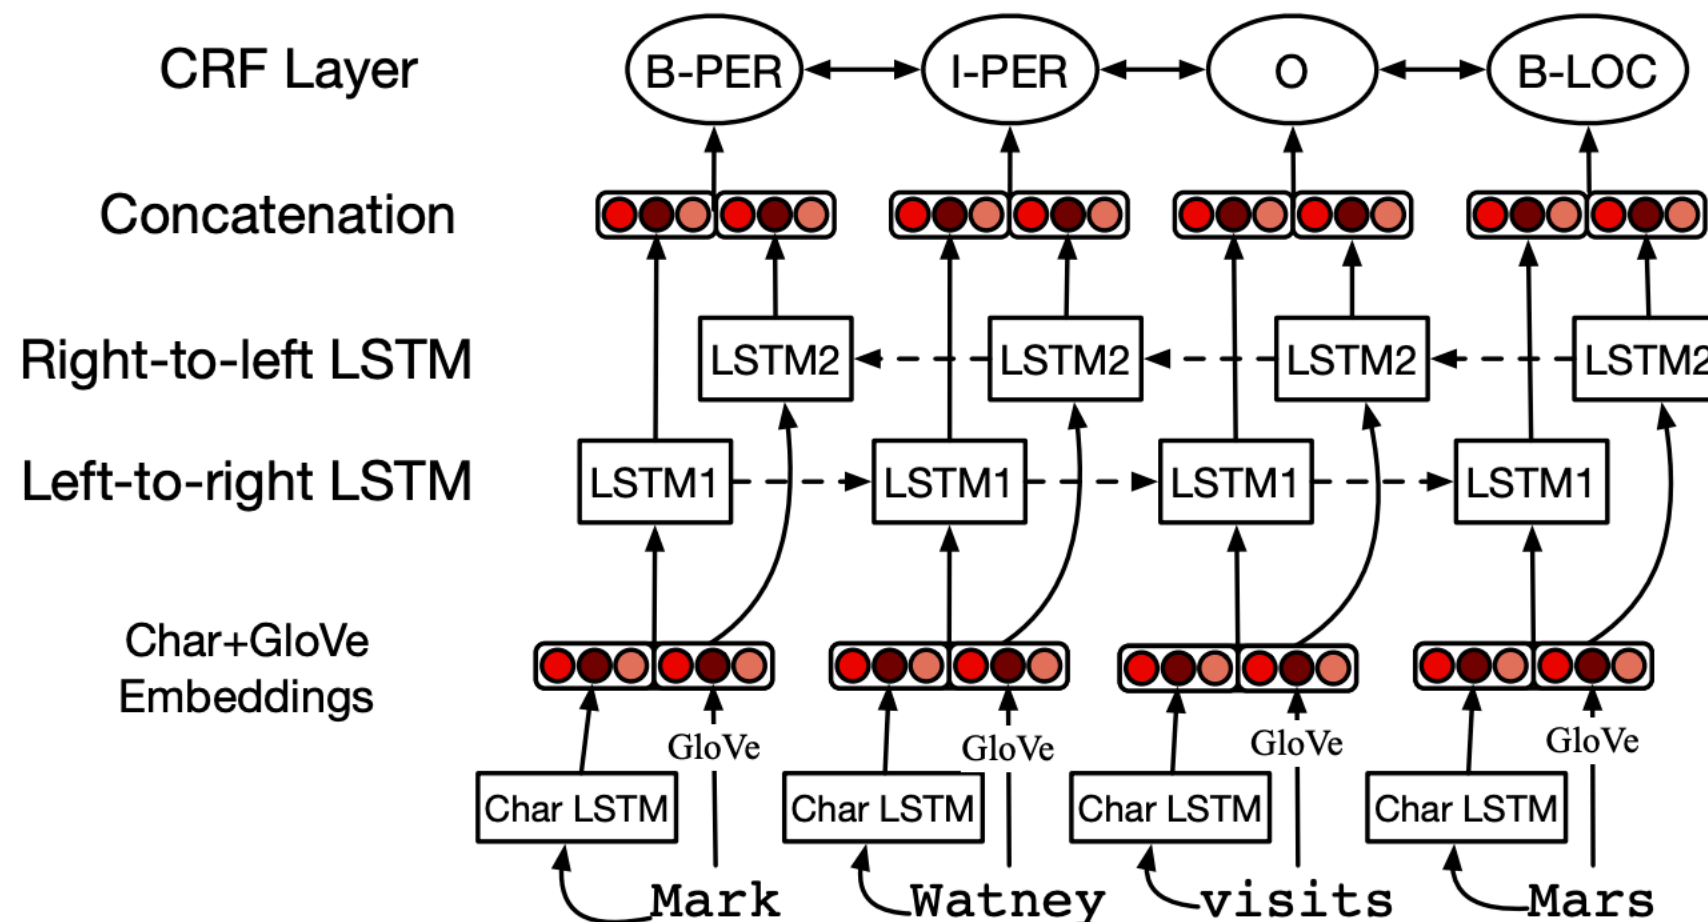 CRF Layer B-PER I-PER O B-LOC
Concatenation
Right-to-left LSTM LSTM2 LSTM2 LSTM2 LSTM2
Left-to-right LSTM LSTM1 LSTM1 LSTM1 LSTM1
Char+GloVe
Embeddings
GloVe GloVe GloVe GloVe
Char LSTM Char LSTM Char LSTM Char LSTM
Mark Watney visits Mars